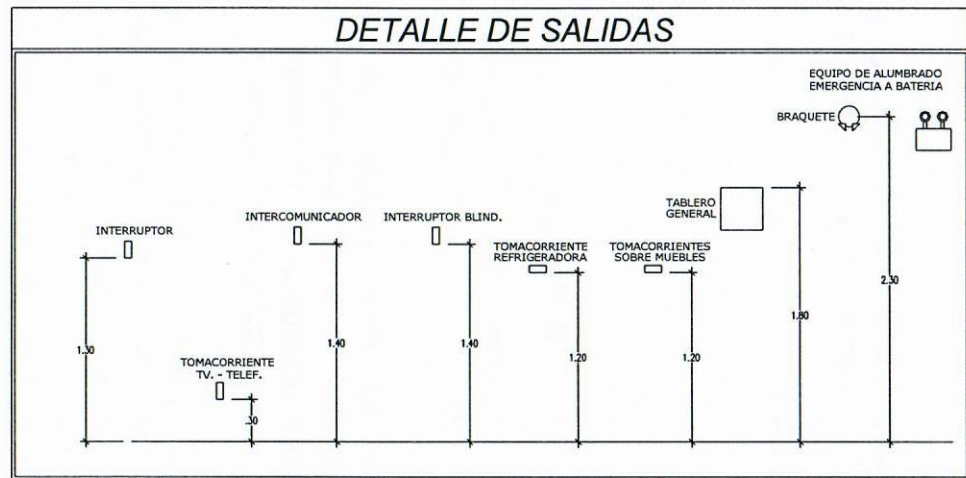 DETALLE DE SALIDAS
EQUIPO DE ALUMBRADO
EMERGENCIA A BATERIA
BRAQUETE
TABLERO
GENERAL
INTERCOMUNICADOR
INTERRUPTOR BLIND.
INTERRUPTOR
TOMACORRIENTE
REFRIGERADORA
TOMACORRIENTES
SOBRE MUEBLES
2.30
1.80
1.30
1.40
1.40
1.20
1.20
TOMACORRIENTE
TV. - TELEF.
.30